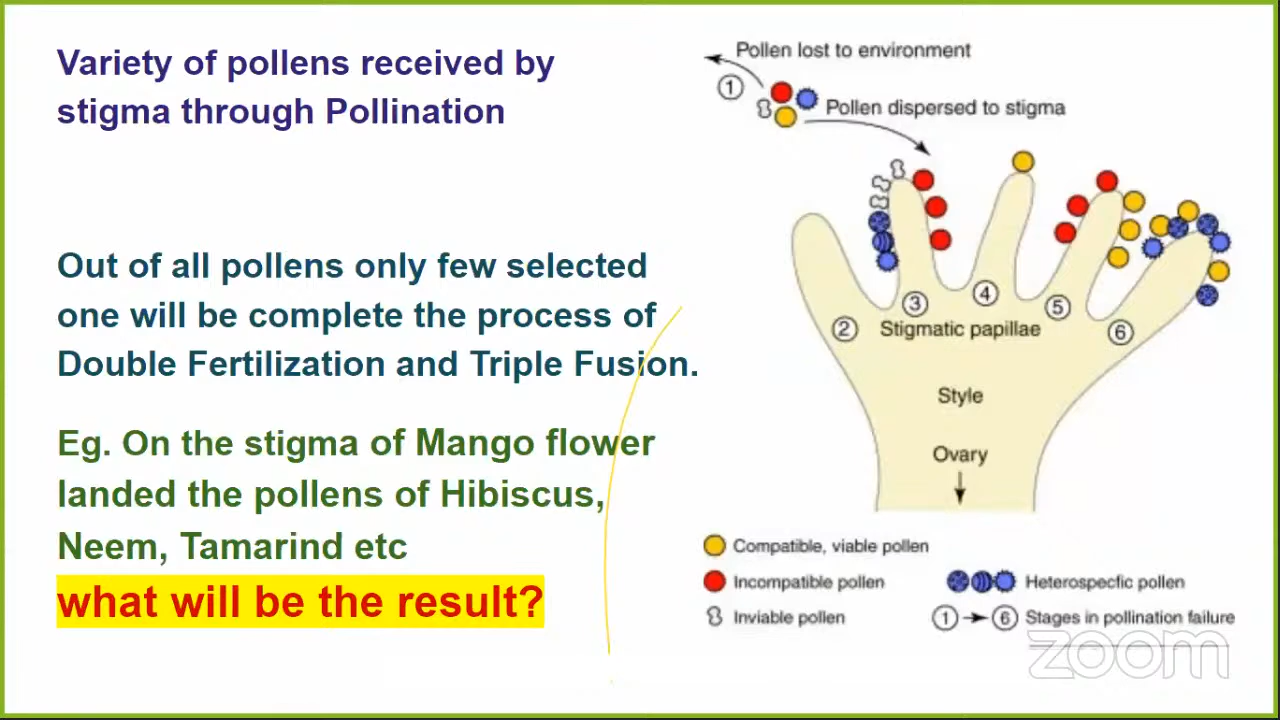 Variety of pollens received by
stigma through Pollination
Out of all pollens only few selected
one will be complete the process of
Double Fertilization and Triple Fusion.
Eg. On the stigma of Mango flower
landed the pollens of Hibiscus,
Neem, Tamarind etc
what will be the result?
Pollen lost to environment
1
Pollen dispersed to stigma
2
3
4
5
6
Stigmatic papillae
Style
Ovary
Compatible, viable pollen
Incompatible pollen
Heterospecfic pollen
Inviable pollen
1 → 6 Stages in pollination failure
zoom